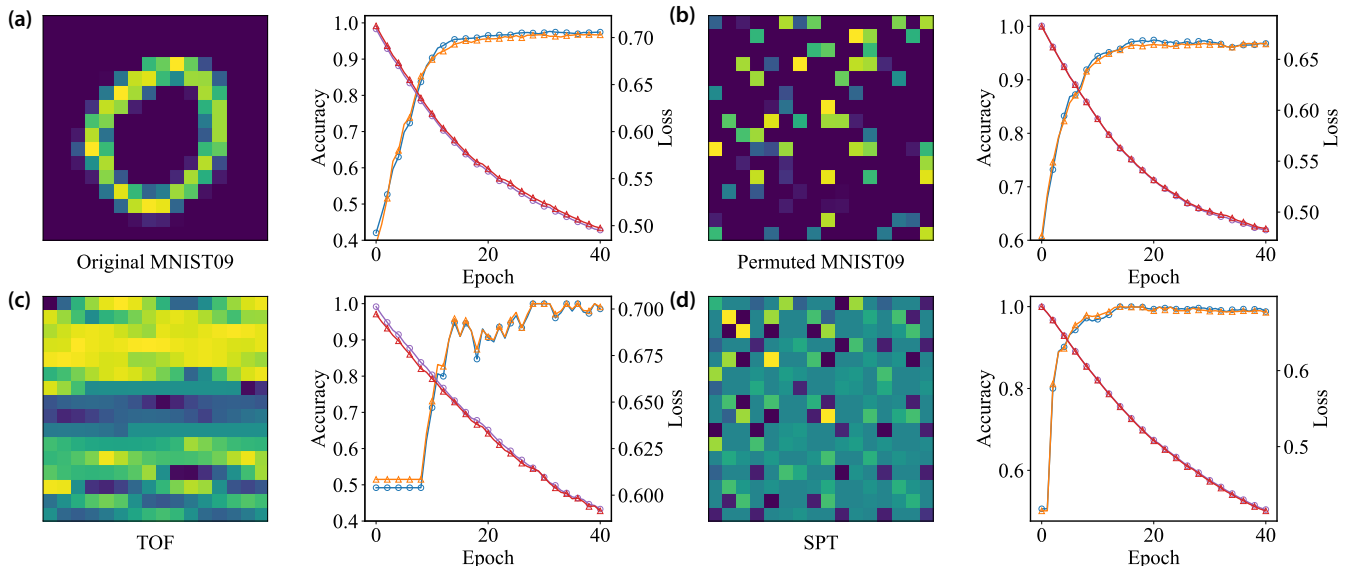 (a)
1.0
0.9
0.8
0.7
0.6
0.5
0.4
Accuracy
0.70
0.65
0.60
0.55
0.50
Loss
0
20
40
Epoch
Original MNIST09
(b)
1.0
0.9
0.8
0.7
0.6
Accuracy
0.65
0.60
0.55
0.50
Loss
0
20
40
Epoch
Permuted MNIST09
(c)
1.0
0.9
0.8
0.7
0.6
0.5
0.4
Accuracy
0.700
0.675
0.650
0.625
0.600
Loss
0
20
40
Epoch
TOF
(d)
1.0
0.8
0.6
Accuracy
0.6
0.5
Loss
0
20
40
Epoch
SPT